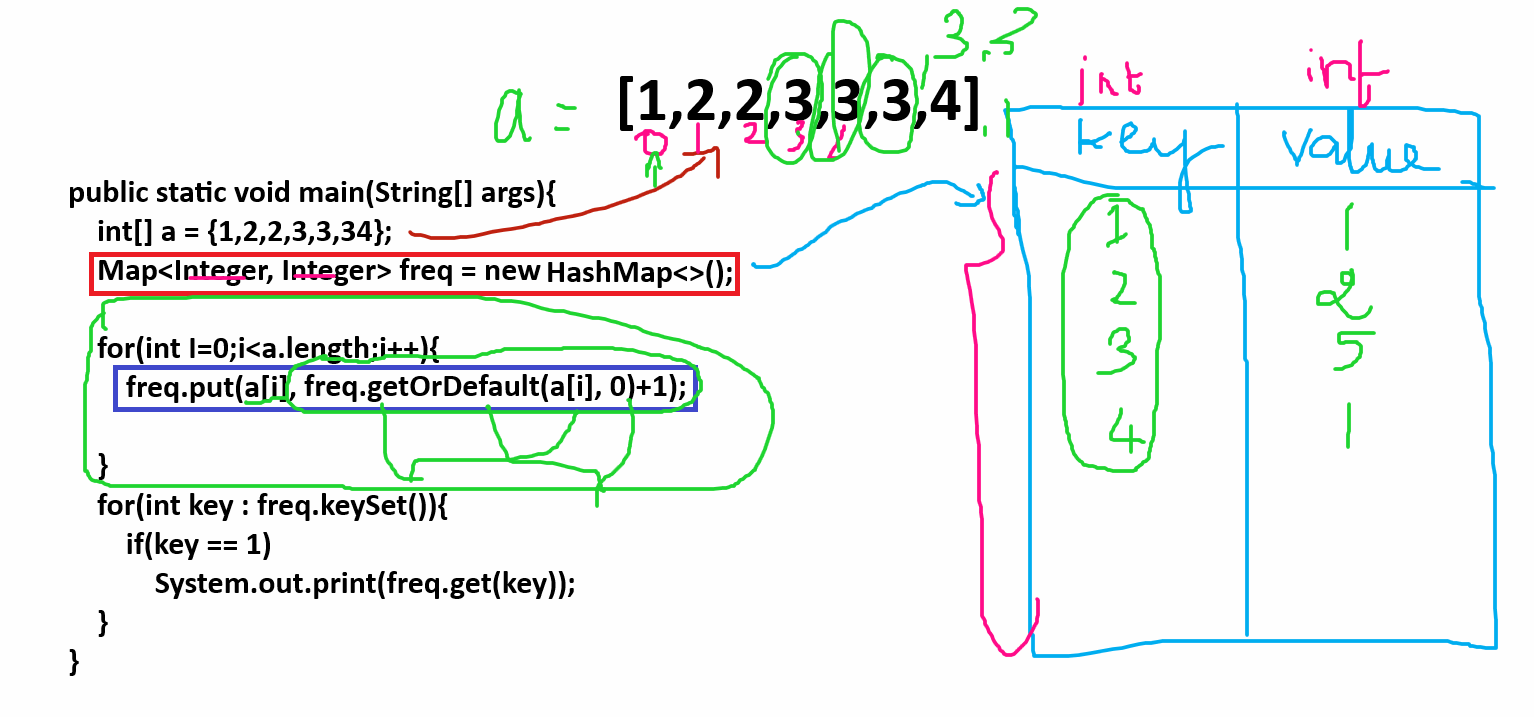 a = [1,2,2,3,3,3,4]
,3,3
0 1 2 3
public static void main(String[] args){
int[] a = {1,2,2,3,3,34};
Map<Integer, Integer> freq = new HashMap<>();
for(int I=0;i<a.length;i++){
freq.put(a[i], freq.getOrDefault(a[i], 0)+1);
}
for(int key : freq.keySet()){
if(key == 1)
System.out.print(freq.get(key));
}
}
int int
key value
1 1
2 2
3 5
4 1